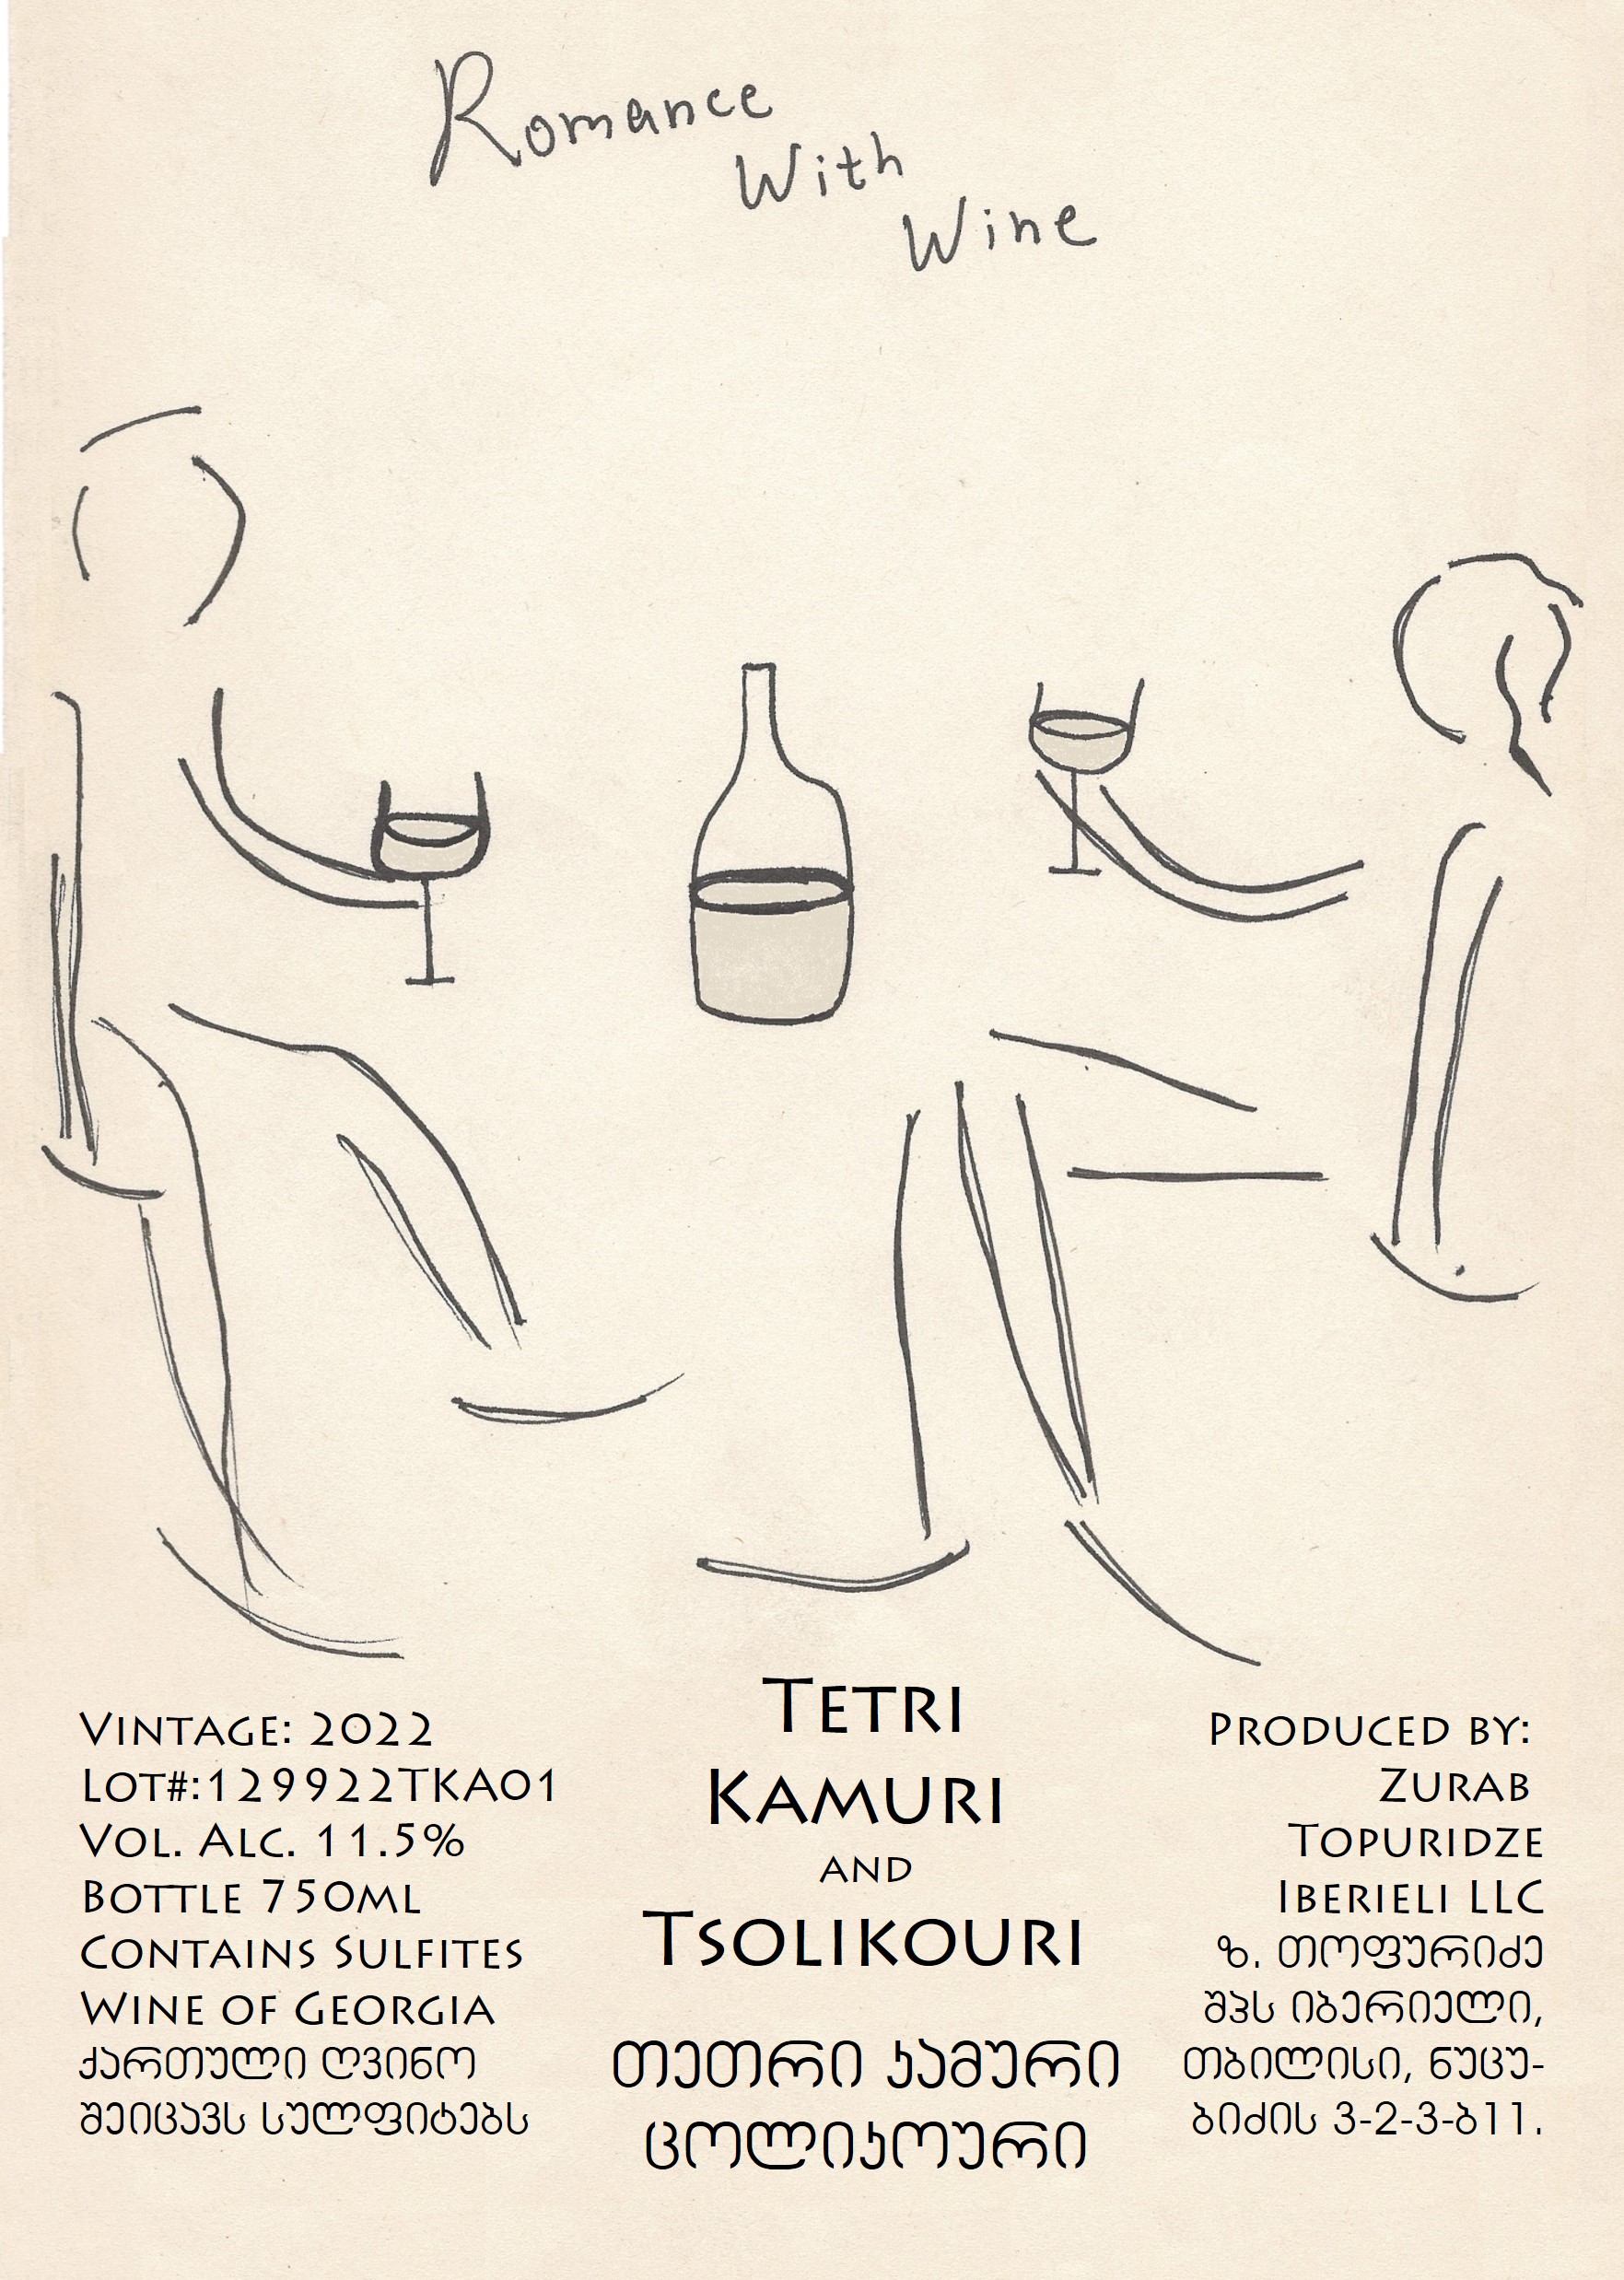 Romance
With
Wine
Vintage: 2022
Lot#:129922TKA01
Vol. Alc. 11.5%
Bottle 750ml
Contains Sulfites
Wine of Georgia
ქართული ღვინო
შეიცავს სულფიტებს
Tetri
Kamuri
and
Tsolikouri
თეთრი კამური
ცოლიკოური
Produced by:
Zurab
Topuridze
Iberieli LLC
ზ. თოფურიძე
შპს იბერიელი,
თბილისი, ნუცუ-
ბიძის 3-2-3-ბ11.